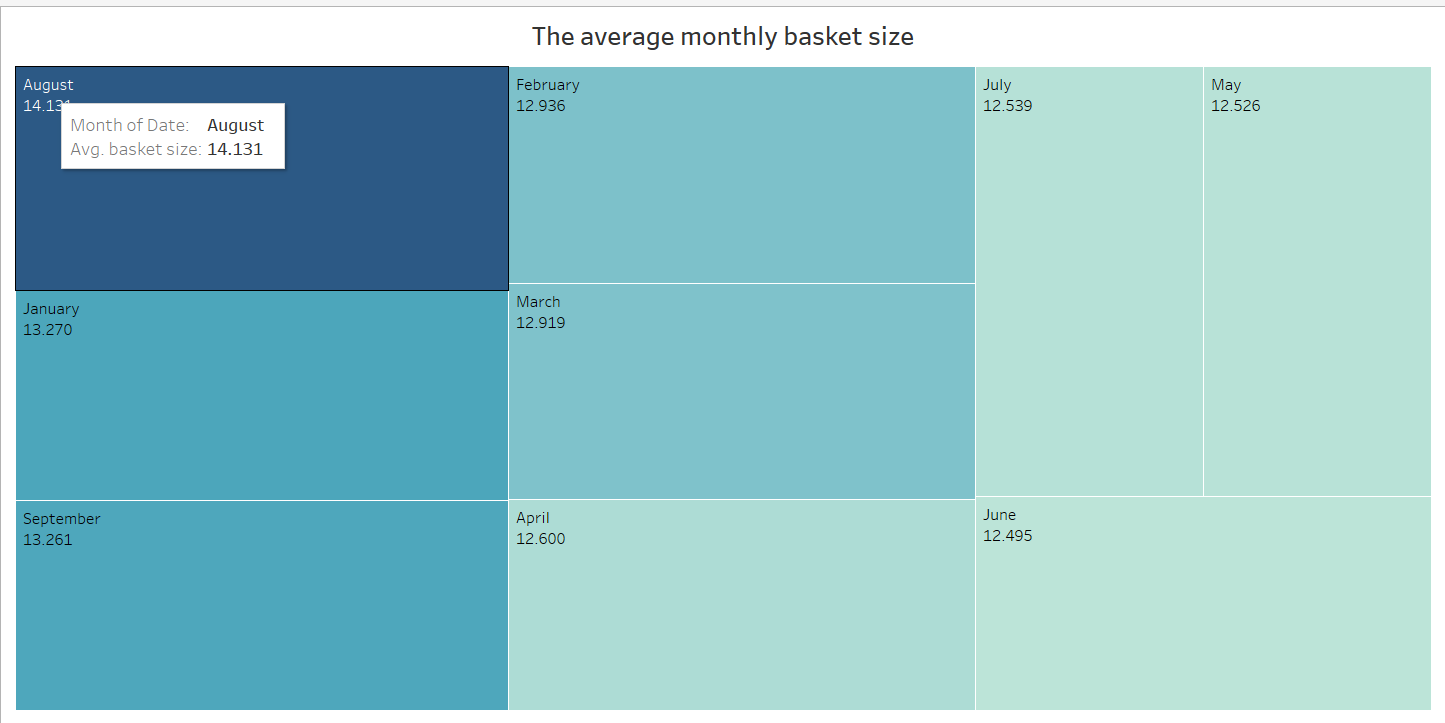 The average monthly basket size
August
14.131
Month of Date: August
Avg. basket size: 14.131
January
13.270
September
13.261
February
12.936
March
12.919
April
12.600
July
12.539
May
12.526
June
12.495